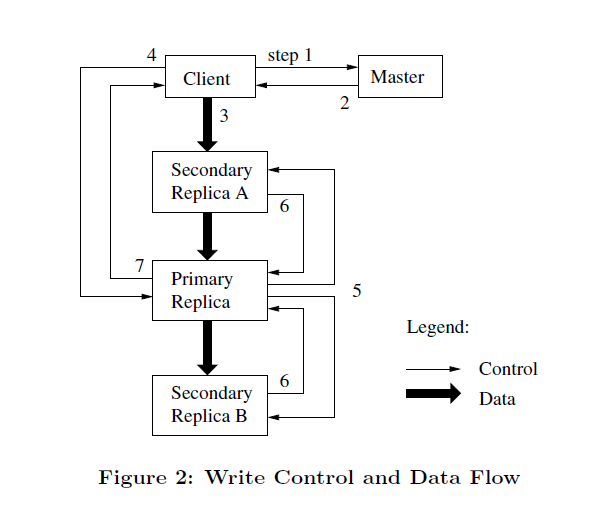 4
step 1
Client
Master
2
3
Secondary
Replica A
6
7
Primary
Replica
5
Legend:
Control
6
Secondary
Replica B
Data
Figure 2: Write Control and Data Flow